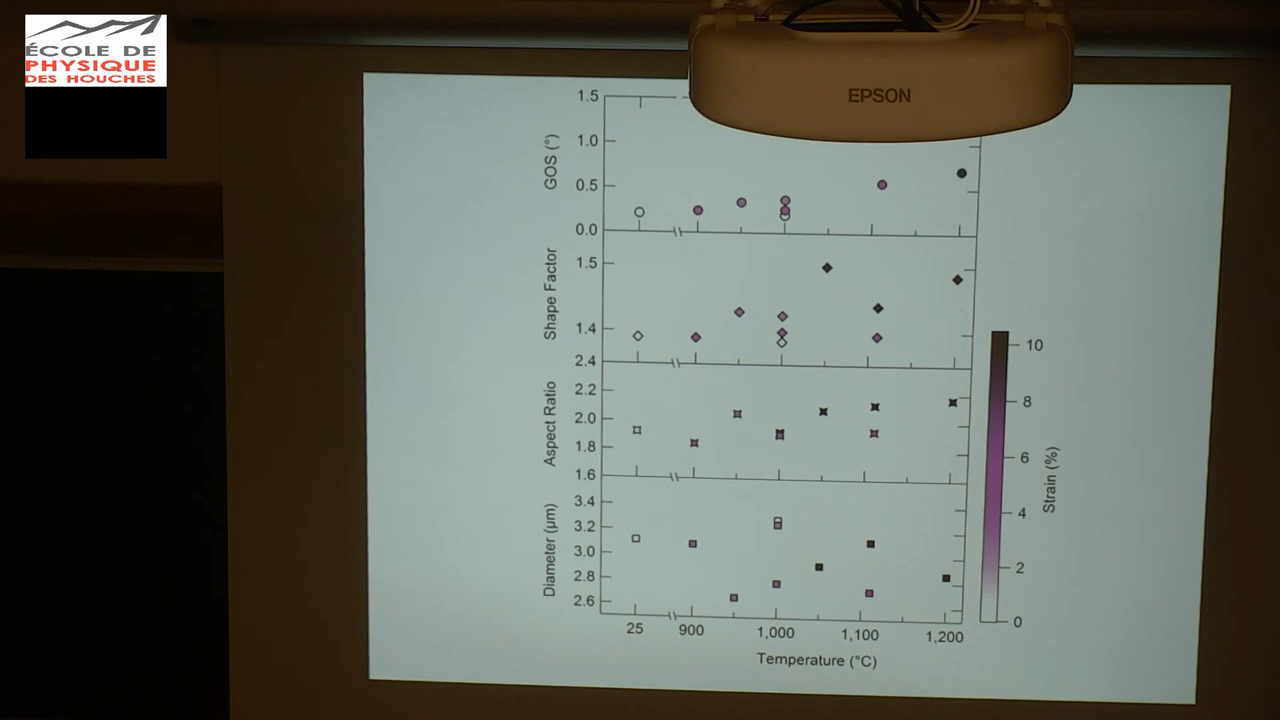 ÉCOLE DE
PHYSIQUE
DES HOUCHES
EPSON
GOS (°)
1.5
1.0
0.5
0.0
Shape Factor
1.5
1.4
Aspect Ratio
2.4
2.2
2.0
1.8
1.6
Diameter (μm)
3.4
3.2
3.0
2.8
2.6
25 900 1,000 1,100 1,200
Temperature (°C)
10
8
6
4
2
0
Strain (%)